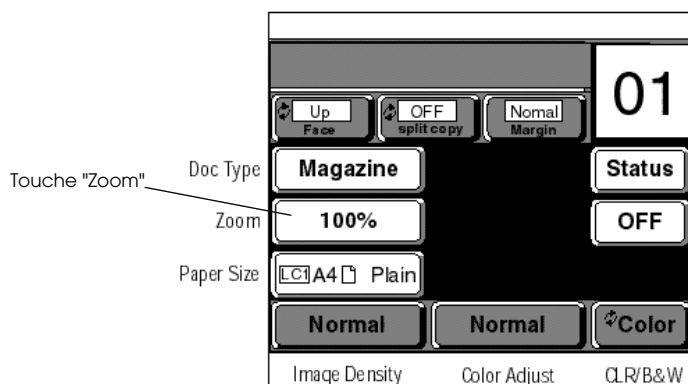 01
Up OFF Nomal
Face split copy Margin
Doc Type Magazine Status
Touche "Zoom"
Zoom 100% OFF
Paper Size LC1 A4 Plain
Normal Normal Color
Image Density Color Adjust CLR/B&W